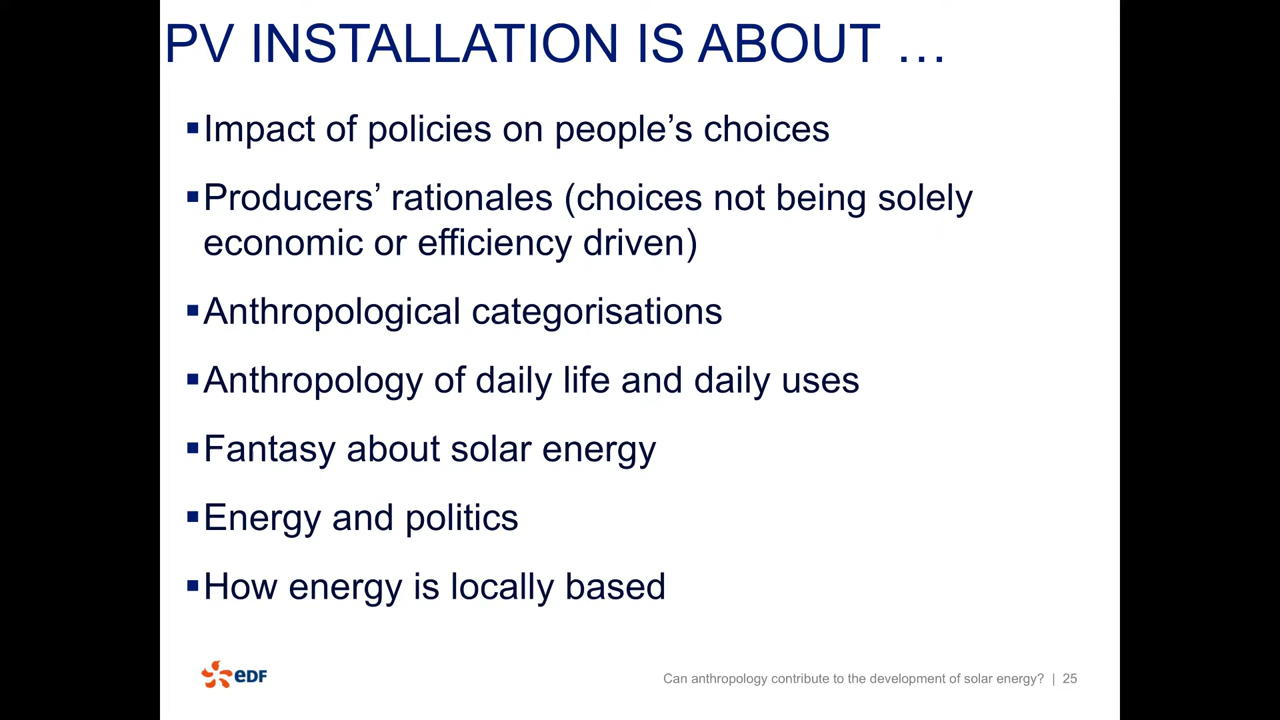 PV INSTALLATION IS ABOUT …
▪Impact of policies on people’s choices
▪Producers’ rationales (choices not being solely
economic or efficiency driven)
▪Anthropological categorisations
▪Anthropology of daily life and daily uses
▪Fantasy about solar energy
▪Energy and politics
▪How energy is locally based
eDF
Can anthropology contribute to the development of solar energy? | 25